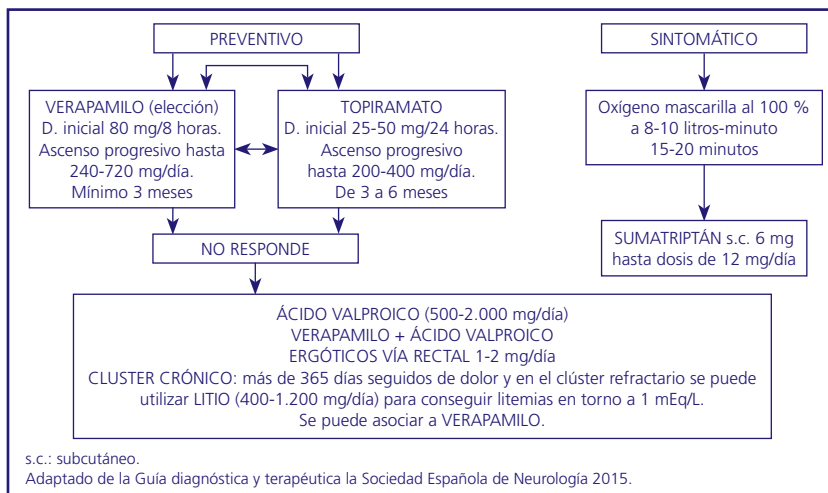 PREVENTIVO
VERAPAMILO (elección)
D. inicial 80 mg/8 horas.
Ascenso progresivo hasta
240-720 mg/día.
Mínimo 3 meses
TOPIRAMATO
D. inicial 25-50 mg/24 horas.
Ascenso progresivo
hasta 200-400 mg/día.
De 3 a 6 meses
NO RESPONDE
SINTOMÁTICO
Oxígeno mascarilla al 100 %
a 8-10 litros-minuto
15-20 minutos
SUMATRIPTÁN s.c. 6 mg
hasta dosis de 12 mg/día
ÁCIDO VALPROICO (500-2.000 mg/día)
VERAPAMILO + ÁCIDO VALPROICO
ERGÓTICOS VÍA RECTAL 1-2 mg/día
CLUSTER CRÓNICO: más de 365 días seguidos de dolor y en el clúster refractario se puede
utilizar LITIO (400-1.200 mg/día) para conseguir litemias en torno a 1 mEq/L.
Se puede asociar a VERAPAMILO.
s.c.: subcutáneo.
Adaptado de la Guía diagnóstica y terapéutica la Sociedad Española de Neurología 2015.